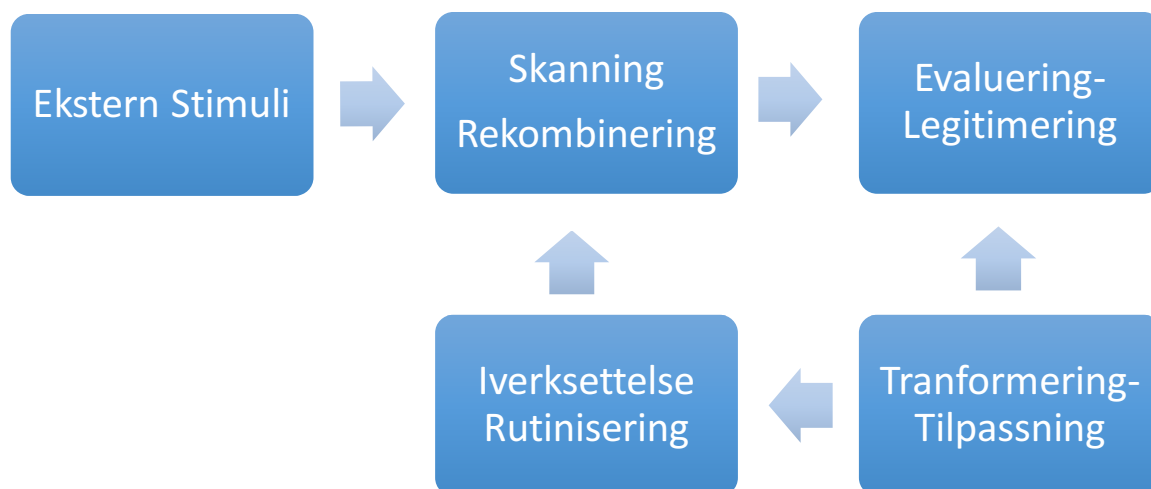 Ekstern Stimuli
Skanning
Rekombinering
Evaluering-
Legitimering
Iverksettelse
Rutinisering
Tranformering-
Tilpassning